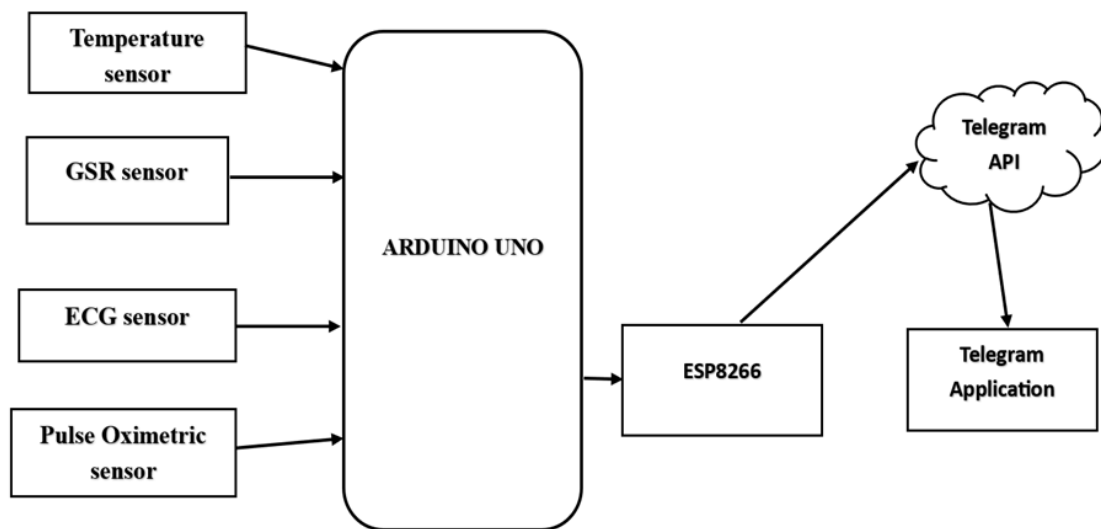 Temperature
sensor
GSR sensor
ECG sensor
Pulse Oximetric
sensor
ARDUINO UNO
ESP8266
Telegram
API
Telegram
Application